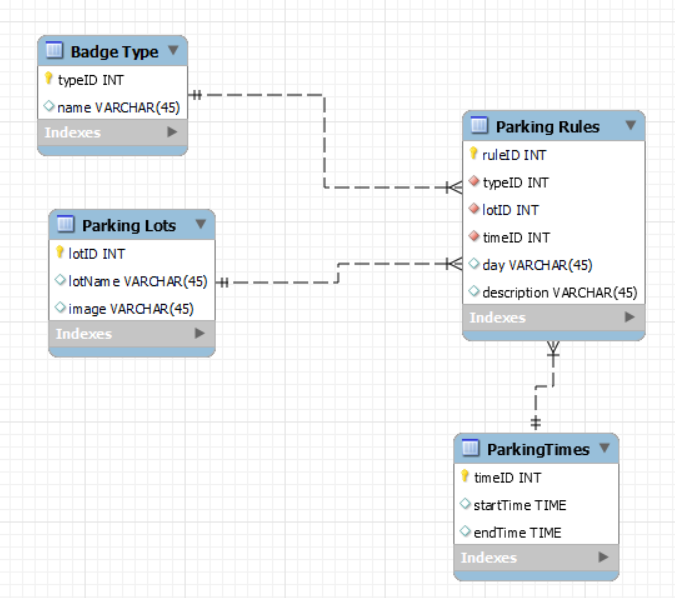 Badge Type
typeID INT
name VARCHAR(45)
Indexes
Parking Lots
lotID INT
lotName VARCHAR(45)
image VARCHAR(45)
Indexes
Parking Rules
ruleID INT
typeID INT
lotID INT
timeID INT
day VARCHAR(45)
description VARCHAR(45)
Indexes
ParkingTimes
timeID INT
startTime TIME
endTime TIME
Indexes